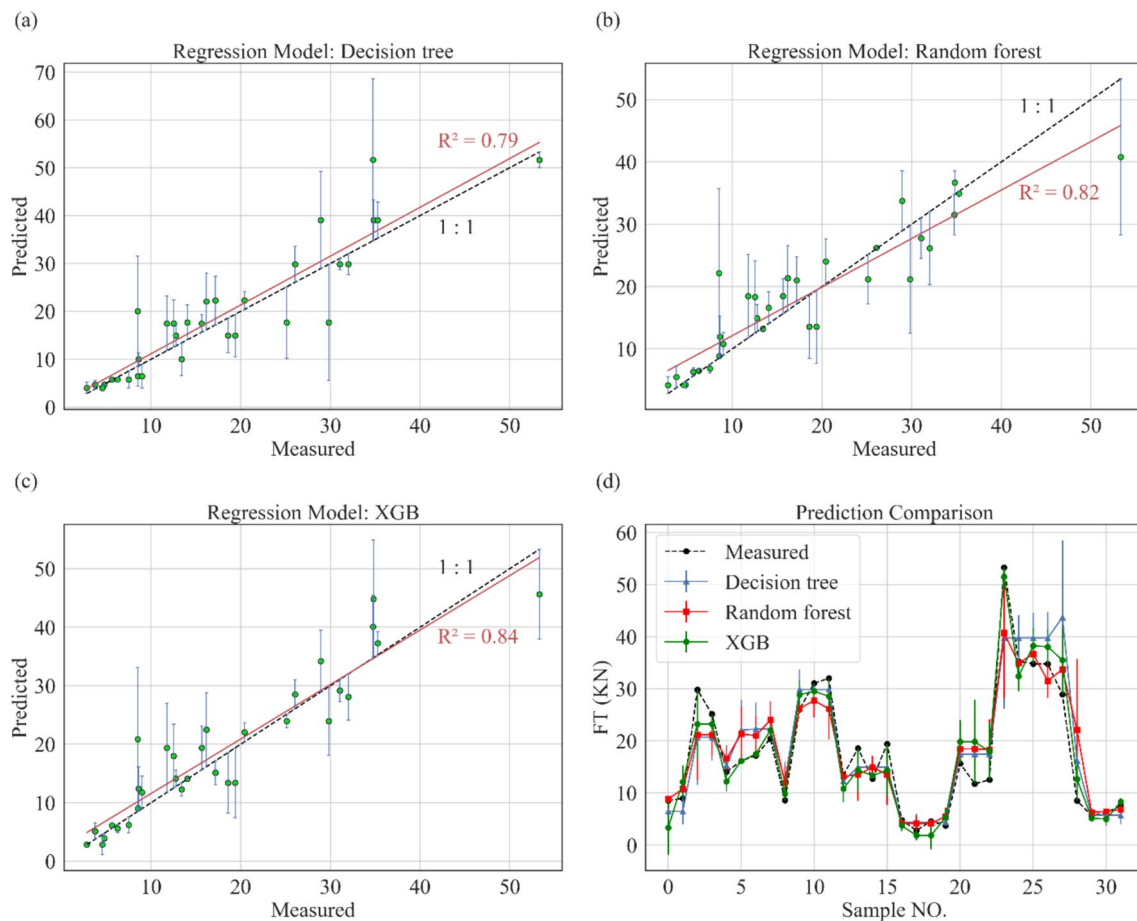 (a)
Regression Model: Decision tree
70
60
50
40
30
20
10
0
Predicted
R² = 0.79
1 : 1
10
20
30
40
50
Measured
(b)
Regression Model: Random forest
50
40
30
20
10
Predicted
1 : 1
R² = 0.82
10
20
30
40
50
Measured
(c)
Regression Model: XGB
50
40
30
20
10
0
Predicted
1 : 1
R² = 0.84
10
20
30
40
50
Measured
(d)
Prediction Comparison
60
50
40
30
20
10
0
FT (KN)
Measured
Decision tree
Random forest
XGB
0
5
10
15
20
25
30
Sample NO.